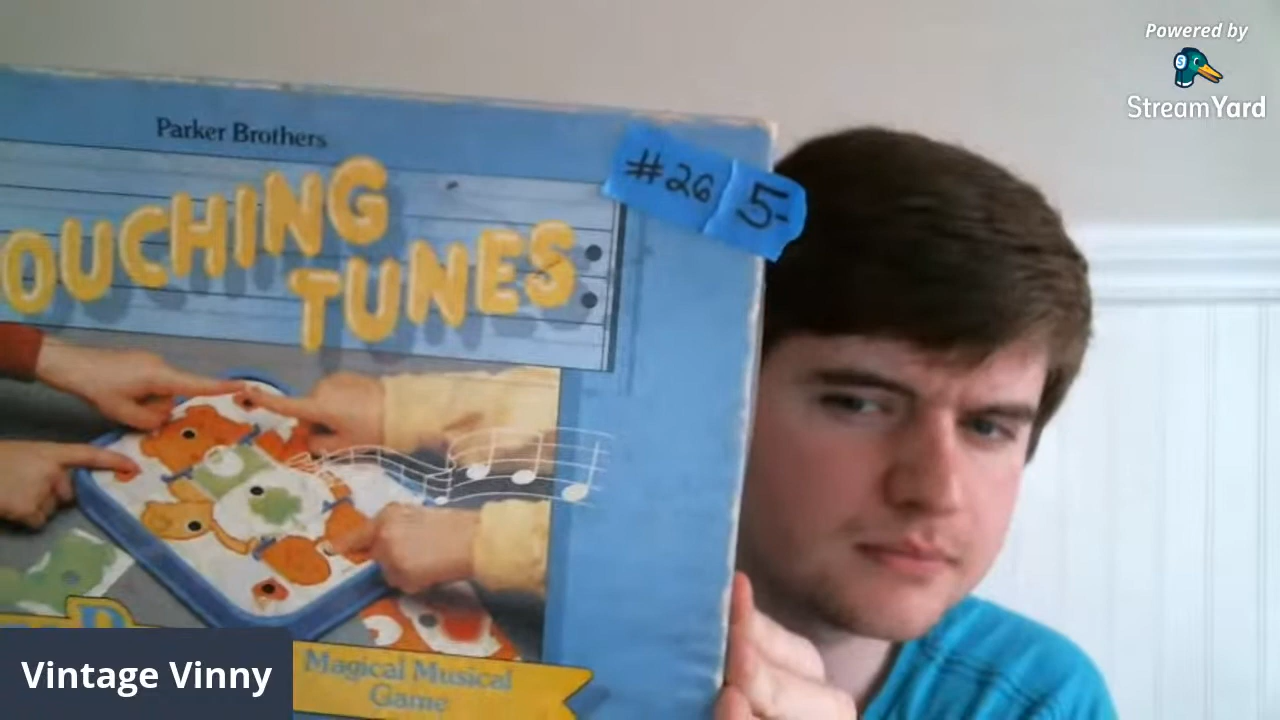 Powered by
StreamYard
Parker Brothers
#26 5-
OUCHING
TUNES
Magical Musical
Game
Vintage Vinny